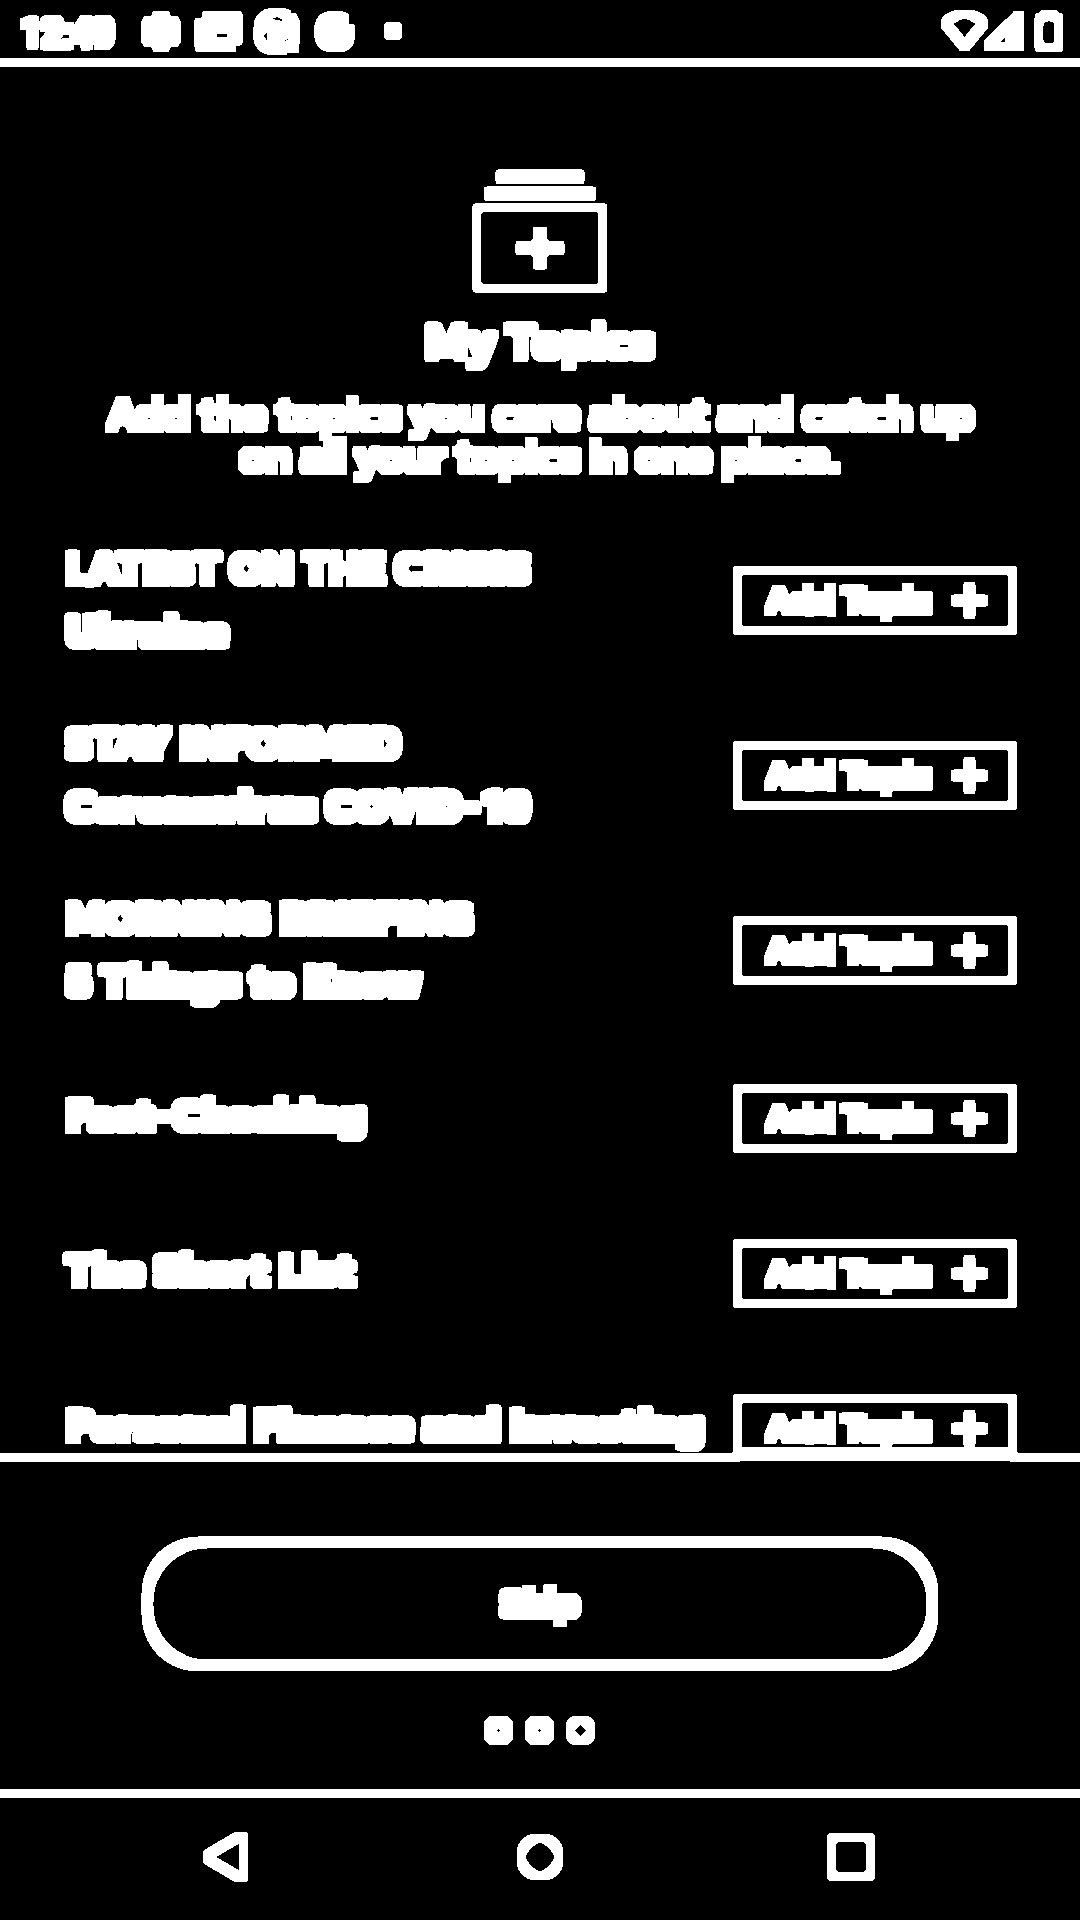 My Topics
Add the topics you care about and catch up
on all your topics in one place.
LATEST ON THE CRISIS
Ukraine
Add Topic
STAY INFORMED
Coronavirus COVID-19
Add Topic
MORNING BRIEFING
5 Things to Know
Add Topic
Fact-Checking
Add Topic
The Short List
Add Topic
Personal Finance and Investing
Add Topic
Skip